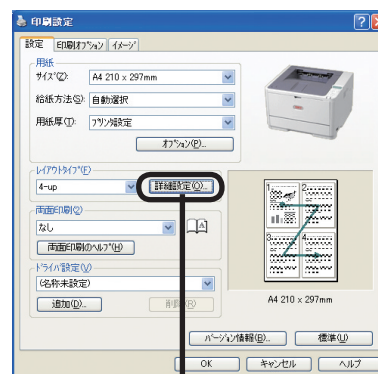 印刷設定
設定 印刷オプション イメージ
用紙
サイズ(Z): A4 210 x 297mm
給紙方法(S): 自動選択
用紙厚(T): プリンタ設定
オプション(P)...
レイアウトタイプ(F)
4-up 詳細設定(O)...
両面印刷(2)
なし
両面印刷のヘルプ(H)
ドライバ設定(V)
(名称未設定)
追加(D)... 削除(R)
1 2
3 4
A4 210 x 297mm
バージョン情報(B)... 標準(U)
OK キャンセル ヘルプ